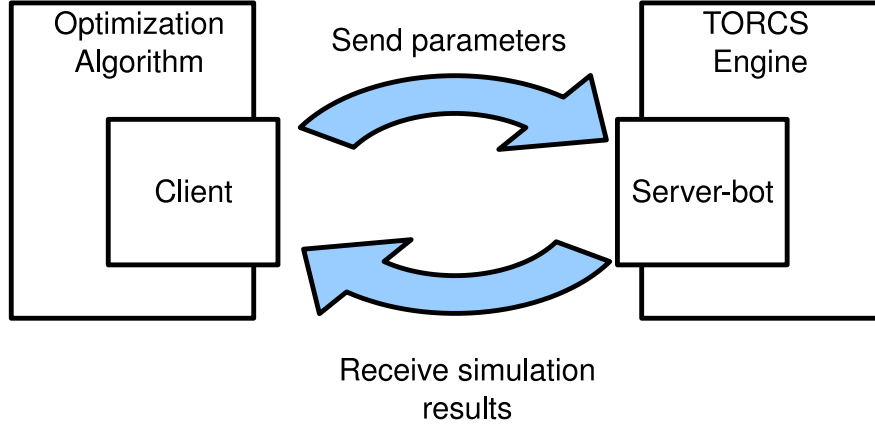 Optimization
Algorithm
Send parameters
TORCS
Engine
Client
Server-bot
Receive simulation
results